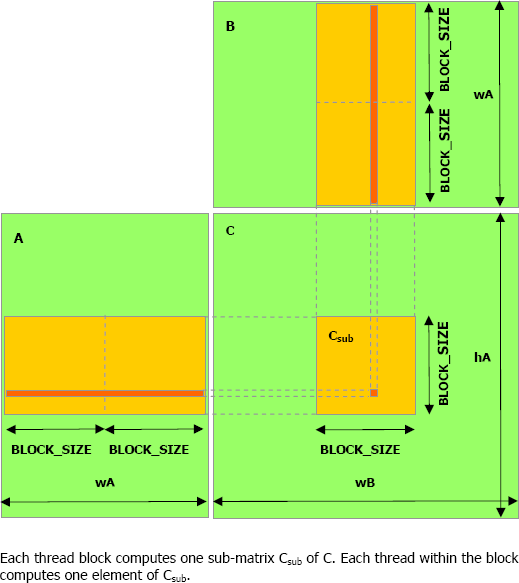 B
BLOCK_SIZE
wA
BLOCK_SIZE
A
C
Csub
BLOCK_SIZE
hA
BLOCK_SIZE
BLOCK_SIZE
BLOCK_SIZE
wA
wB
Each thread block computes one sub-matrix Csub of C. Each thread within the block
computes one element of Csub.